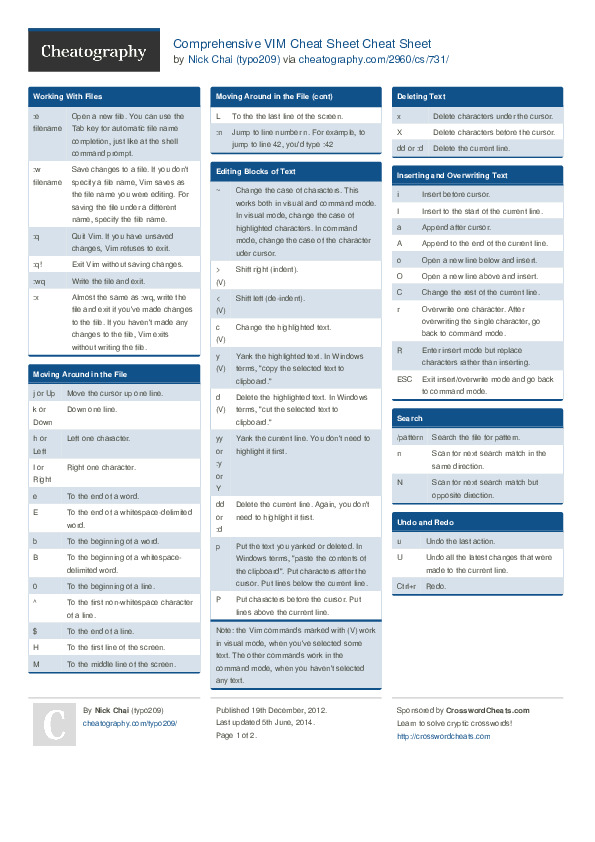 Cheatography
Comprehensive VIM Cheat Sheet Cheat Sheet
by Nick Chai (typo209) via cheatography.com/2960/cs/731/
Working With Files
:e Open a new file. You can use the
filename Tab key for automatic file name
completion, just like at the shell
command prompt.
:w Save changes to a file. If you don't
filename specify a file name, Vim saves as
the file name you were editing. For
saving the file under a different
name, specify the file name.
:q Quit Vim. If you have unsaved
changes, Vim refuses to exit.
:q! Exit Vim without saving changes.
:wq Write the file and exit.
:x Almost the same as :wq, write the
file and exit if you've made changes
to the file. If you haven't made any
changes to the file, Vim exits
without writing the file.
Moving Around in the File
j or Up Move the cursor up one line.
k or Down one line.
Down
h or Left one character.
Left
l or Right one character.
Right
e To the end of a word.
E To the end of a whitespace-delimited
word.
b To the beginning of a word.
B To the beginning of a whitespace-
delimited word.
0 To the beginning of a line.
^ To the first non-whitespace character
of a line.
$ To the end of a line.
H To the first line of the screen.
M To the middle line of the screen.
Moving Around in the File (cont)
L To the the last line of the screen.
:n Jump to line number n. For example, to
jump to line 42, you'd type :42
Editing Blocks of Text
~ Change the case of characters. This
works both in visual and command mode.
In visual mode, change the case of
highlighted characters. In command
mode, change the case of the character
uder cursor.
> Shift right (indent).
(V)
< Shift left (de-indent).
(V)
c Change the highlighted text.
(V)
y Yank the highlighted text. In Windows
(V) terms, "copy the selected text to
clipboard."
d Delete the highlighted text. In Windows
(V) terms, "cut the selected text to
clipboard."
yy Yank the current line. You don't need to
or highlight it first.
:y
or
Y
dd Delete the current line. Again, you don't
or need to highlight it first.
:d
p Put the text you yanked or deleted. In
Windows terms, "paste the contents of
the clipboard". Put characters after the
cursor. Put lines below the current line.
P Put characters before the cursor. Put
lines above the current line.
Note: the Vim commands marked with (V) work
in visual mode, when you've selected some
text. The other commands work in the
command mode, when you haven't selected
any text.
Deleting Text
x Delete characters under the cursor.
X Delete characters before the cursor.
dd or :d Delete the current line.
Inserting and Overwriting Text
i Insert before cursor.
I Insert to the start of the current line.
a Append after cursor.
A Append to the end of the current line.
o Open a new line below and insert.
O Open a new line above and insert.
C Change the rest of the current line.
r Overwrite one character. After
overwriting the single character, go
back to command mode.
R Enter insert mode but replace
characters rather than inserting.
ESC Exit insert/overwrite mode and go back
to command mode.
Search
/pattern Search the file for pattern.
n Scan for next search match in the
same direction.
N Scan for next search match but
opposite direction.
Undo and Redo
u Undo the last action.
U Undo all the latest changes that were
made to the current line.
Ctrl+r Redo.
C
By Nick Chai (typo209)
cheatography.com/typo209/
Published 19th December, 2012.
Last updated 5th June, 2014.
Page 1 of 2.
Sponsored by CrosswordCheats.com
Learn to solve cryptic crosswords!
http://crosswordcheats.com